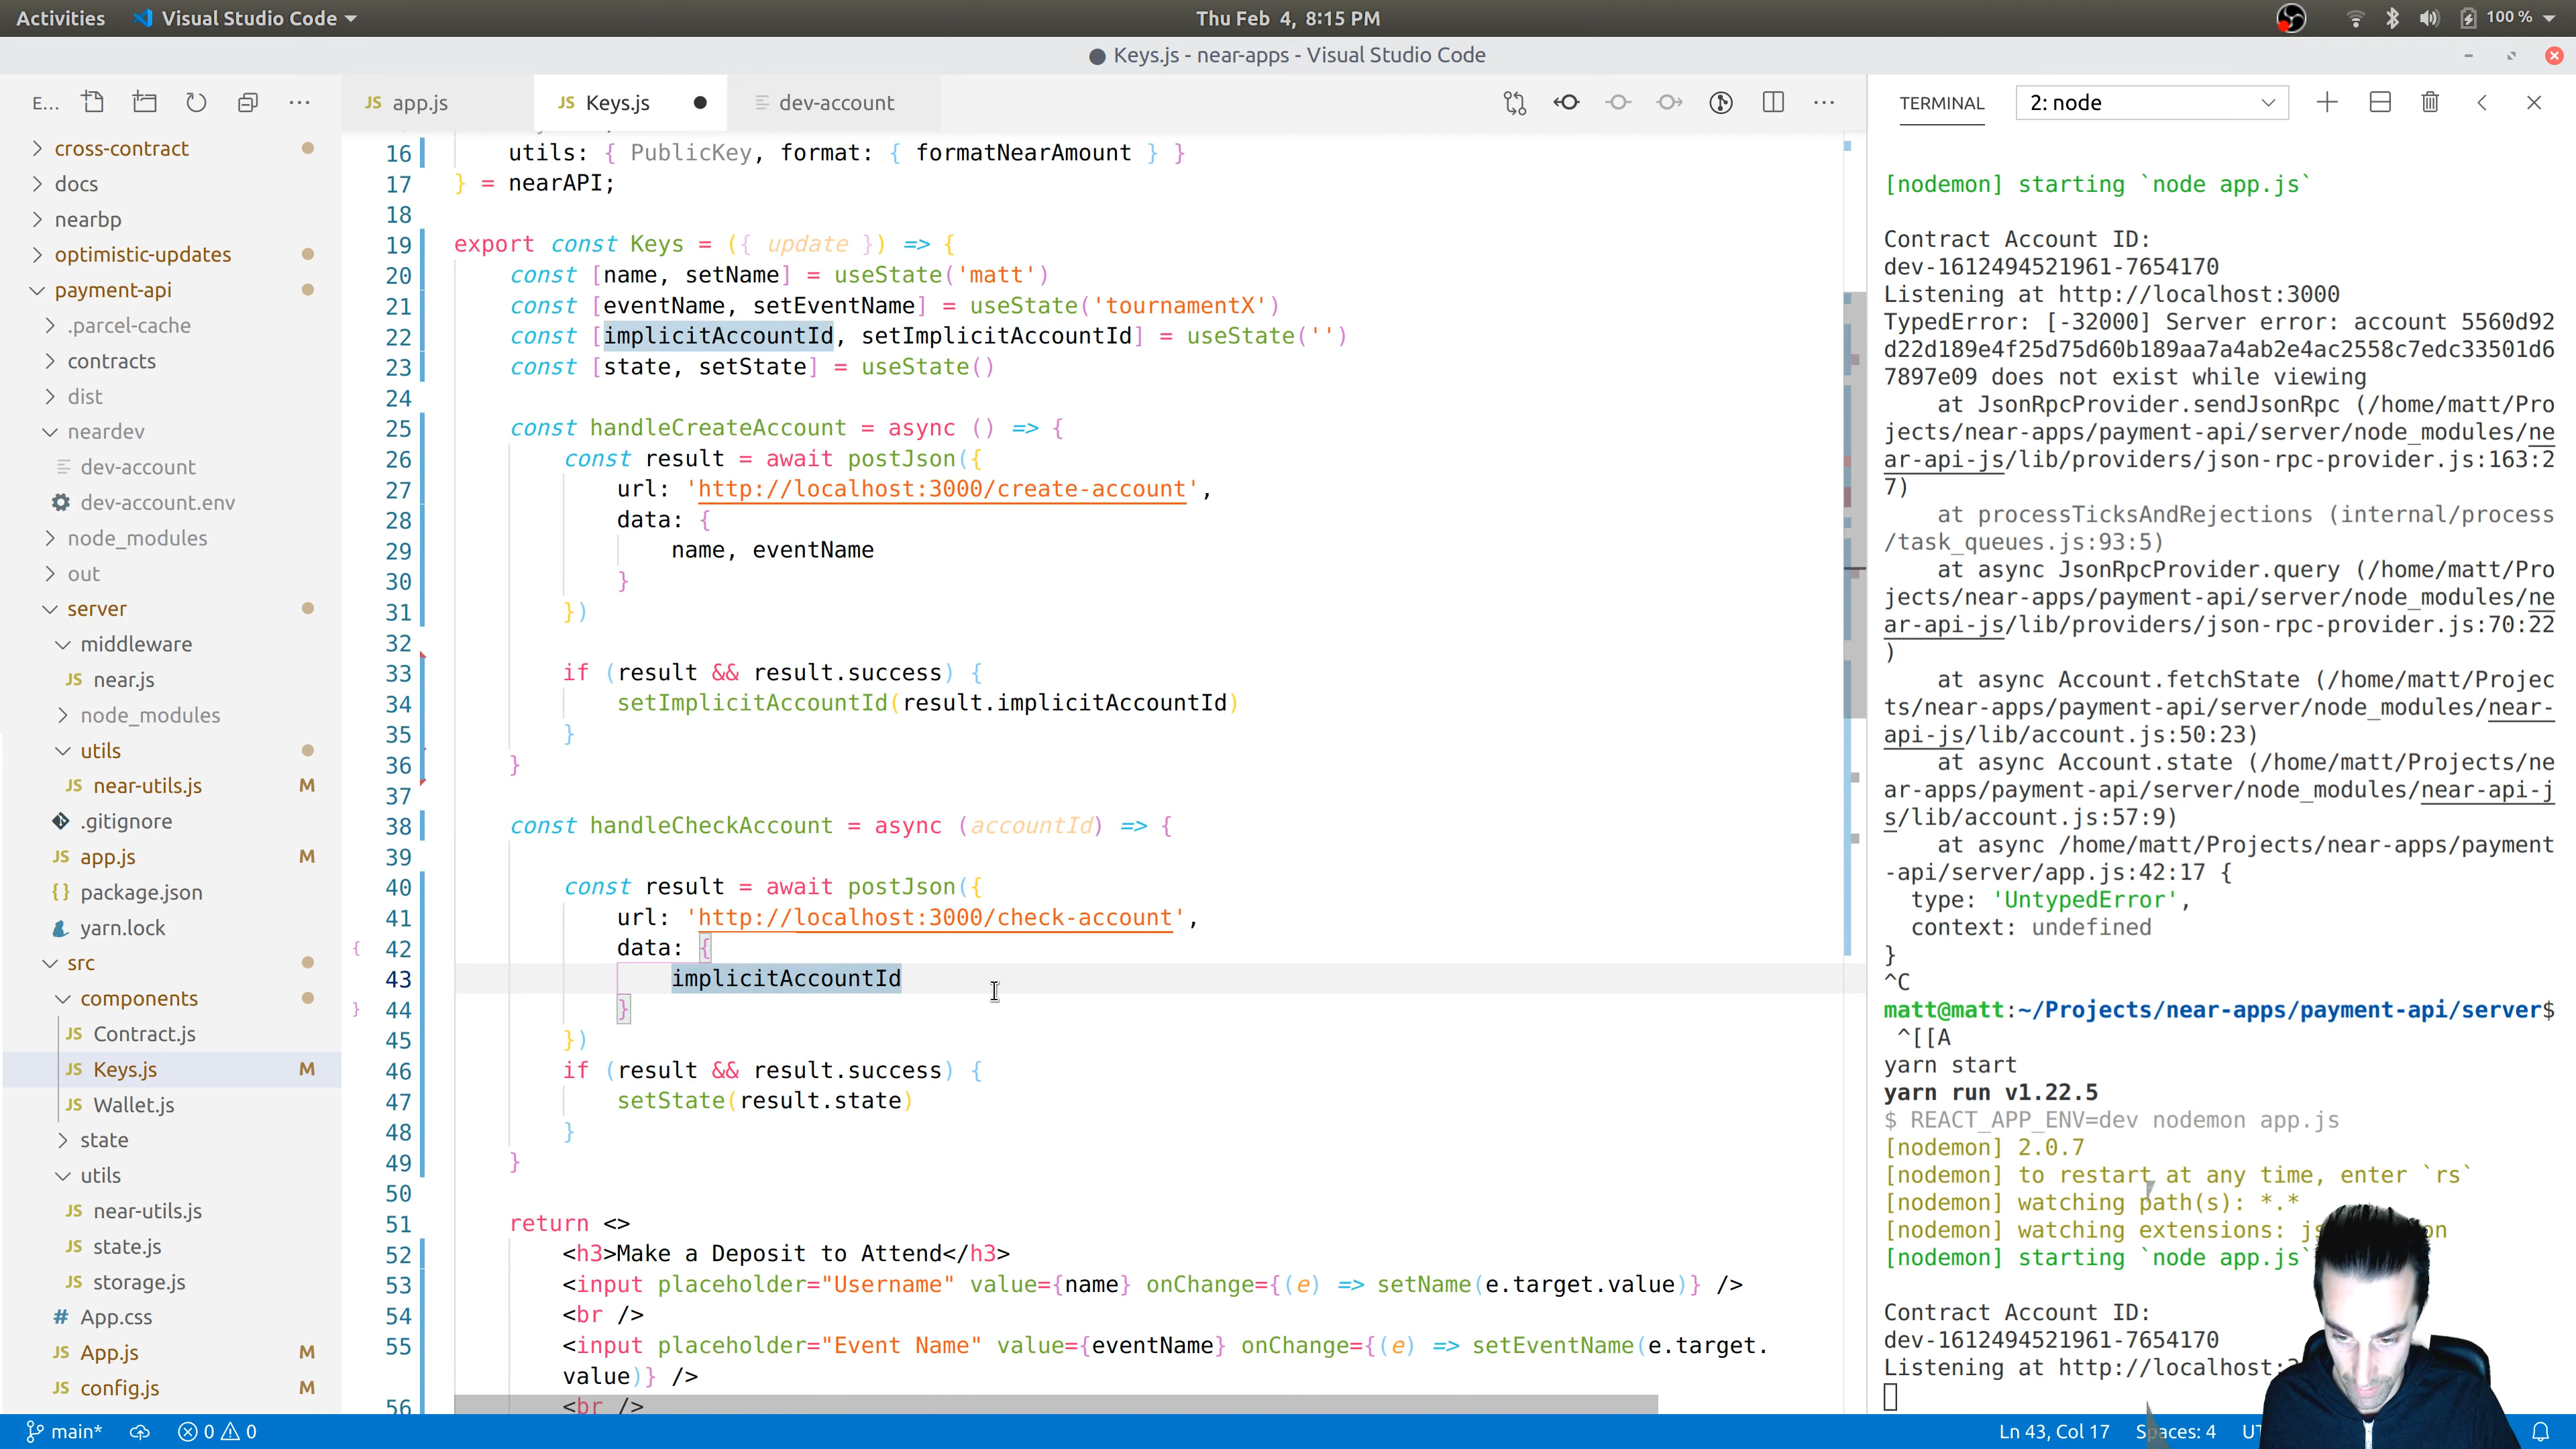 Activities
Visual Studio Code
Thu Feb 4, 8:15 PM
100 %
Keys.js - near-apps - Visual Studio Code
E...
JS app.js
JS Keys.js
dev-account
TERMINAL
2: node
cross-contract
docs
nearbp
optimistic-updates
payment-api
.parcel-cache
contracts
dist
neardev
dev-account
dev-account.env
node_modules
out
server
middleware
JS near.js
node_modules
utils
JS near-utils.js M
.gitignore
JS app.js M
{} package.json
yarn.lock
src
components
JS Contract.js
JS Keys.js M
JS Wallet.js
state
utils
JS near-utils.js
JS state.js
JS storage.js
# App.css
JS App.js M
JS config.js M
16 utils: { PublicKey, format: { formatNearAmount } }
17 } = nearAPI;
18
19 export const Keys = ({ update }) => {
20 const [name, setName] = useState('matt')
21 const [eventName, setEventName] = useState('tournamentX')
22 const [implicitAccountId, setImplicitAccountId] = useState('')
23 const [state, setState] = useState()
24
25 const handleCreateAccount = async () => {
26 const result = await postJson({
27 url: 'http://localhost:3000/create-account',
28 data: {
29 name, eventName
30 }
31 })
32
33 if (result && result.success) {
34 setImplicitAccountId(result.implicitAccountId)
35 }
36 }
37
38 const handleCheckAccount = async (accountId) => {
39
40 const result = await postJson({
41 url: 'http://localhost:3000/check-account',
{ 42 data: {
43 implicitAccountId
} 44 }
45 })
46 if (result && result.success) {
47 setState(result.state)
48 }
49 }
50
51 return <>
52 <h3>Make a Deposit to Attend</h3>
53 <input placeholder="Username" value={name} onChange={(e) => setName(e.target.value)} />
54 <br />
55 <input placeholder="Event Name" value={eventName} onChange={(e) => setEventName(e.target.
value)} />
56 <br />
[nodemon] starting `node app.js`
Contract Account ID:
dev-1612494521961-7654170
Listening at http://localhost:3000
TypedError: [-32000] Server error: account 5560d92
d22d189e4f25d75d60b189aa7a4ab2e4ac2558c7edc33501d6
7897e09 does not exist while viewing
at JsonRpcProvider.sendJsonRpc (/home/matt/Pro
jects/near-apps/payment-api/server/node_modules/ne
ar-api-js/lib/providers/json-rpc-provider.js:163:2
7)
at processTicksAndRejections (internal/process
/task_queues.js:93:5)
at async JsonRpcProvider.query (/home/matt/Pro
jects/near-apps/payment-api/server/node_modules/ne
ar-api-js/lib/providers/json-rpc-provider.js:70:22
)
at async Account.fetchState (/home/matt/Projec
ts/near-apps/payment-api/server/node_modules/near-
api-js/lib/account.js:50:23)
at async Account.state (/home/matt/Projects/ne
ar-apps/payment-api/server/node_modules/near-api-j
s/lib/account.js:57:9)
at async /home/matt/Projects/near-apps/payment
-api/server/app.js:42:17 {
type: 'UntypedError',
context: undefined
}
^C
matt@matt:~/Projects/near-apps/payment-api/server$
^[[A
yarn start
yarn run v1.22.5
$ REACT_APP_ENV=dev nodemon app.js
[nodemon] 2.0.7
[nodemon] to restart at any time, enter `rs`
[nodemon] watching path(s): *.*
[nodemon] watching extensions:
[nodemon] starting `node app.js`
Contract Account ID:
dev-1612494521961-7654170
Listening at http://localhost:
main*
0 0
Ln 43, Col 17
Spaces: 4